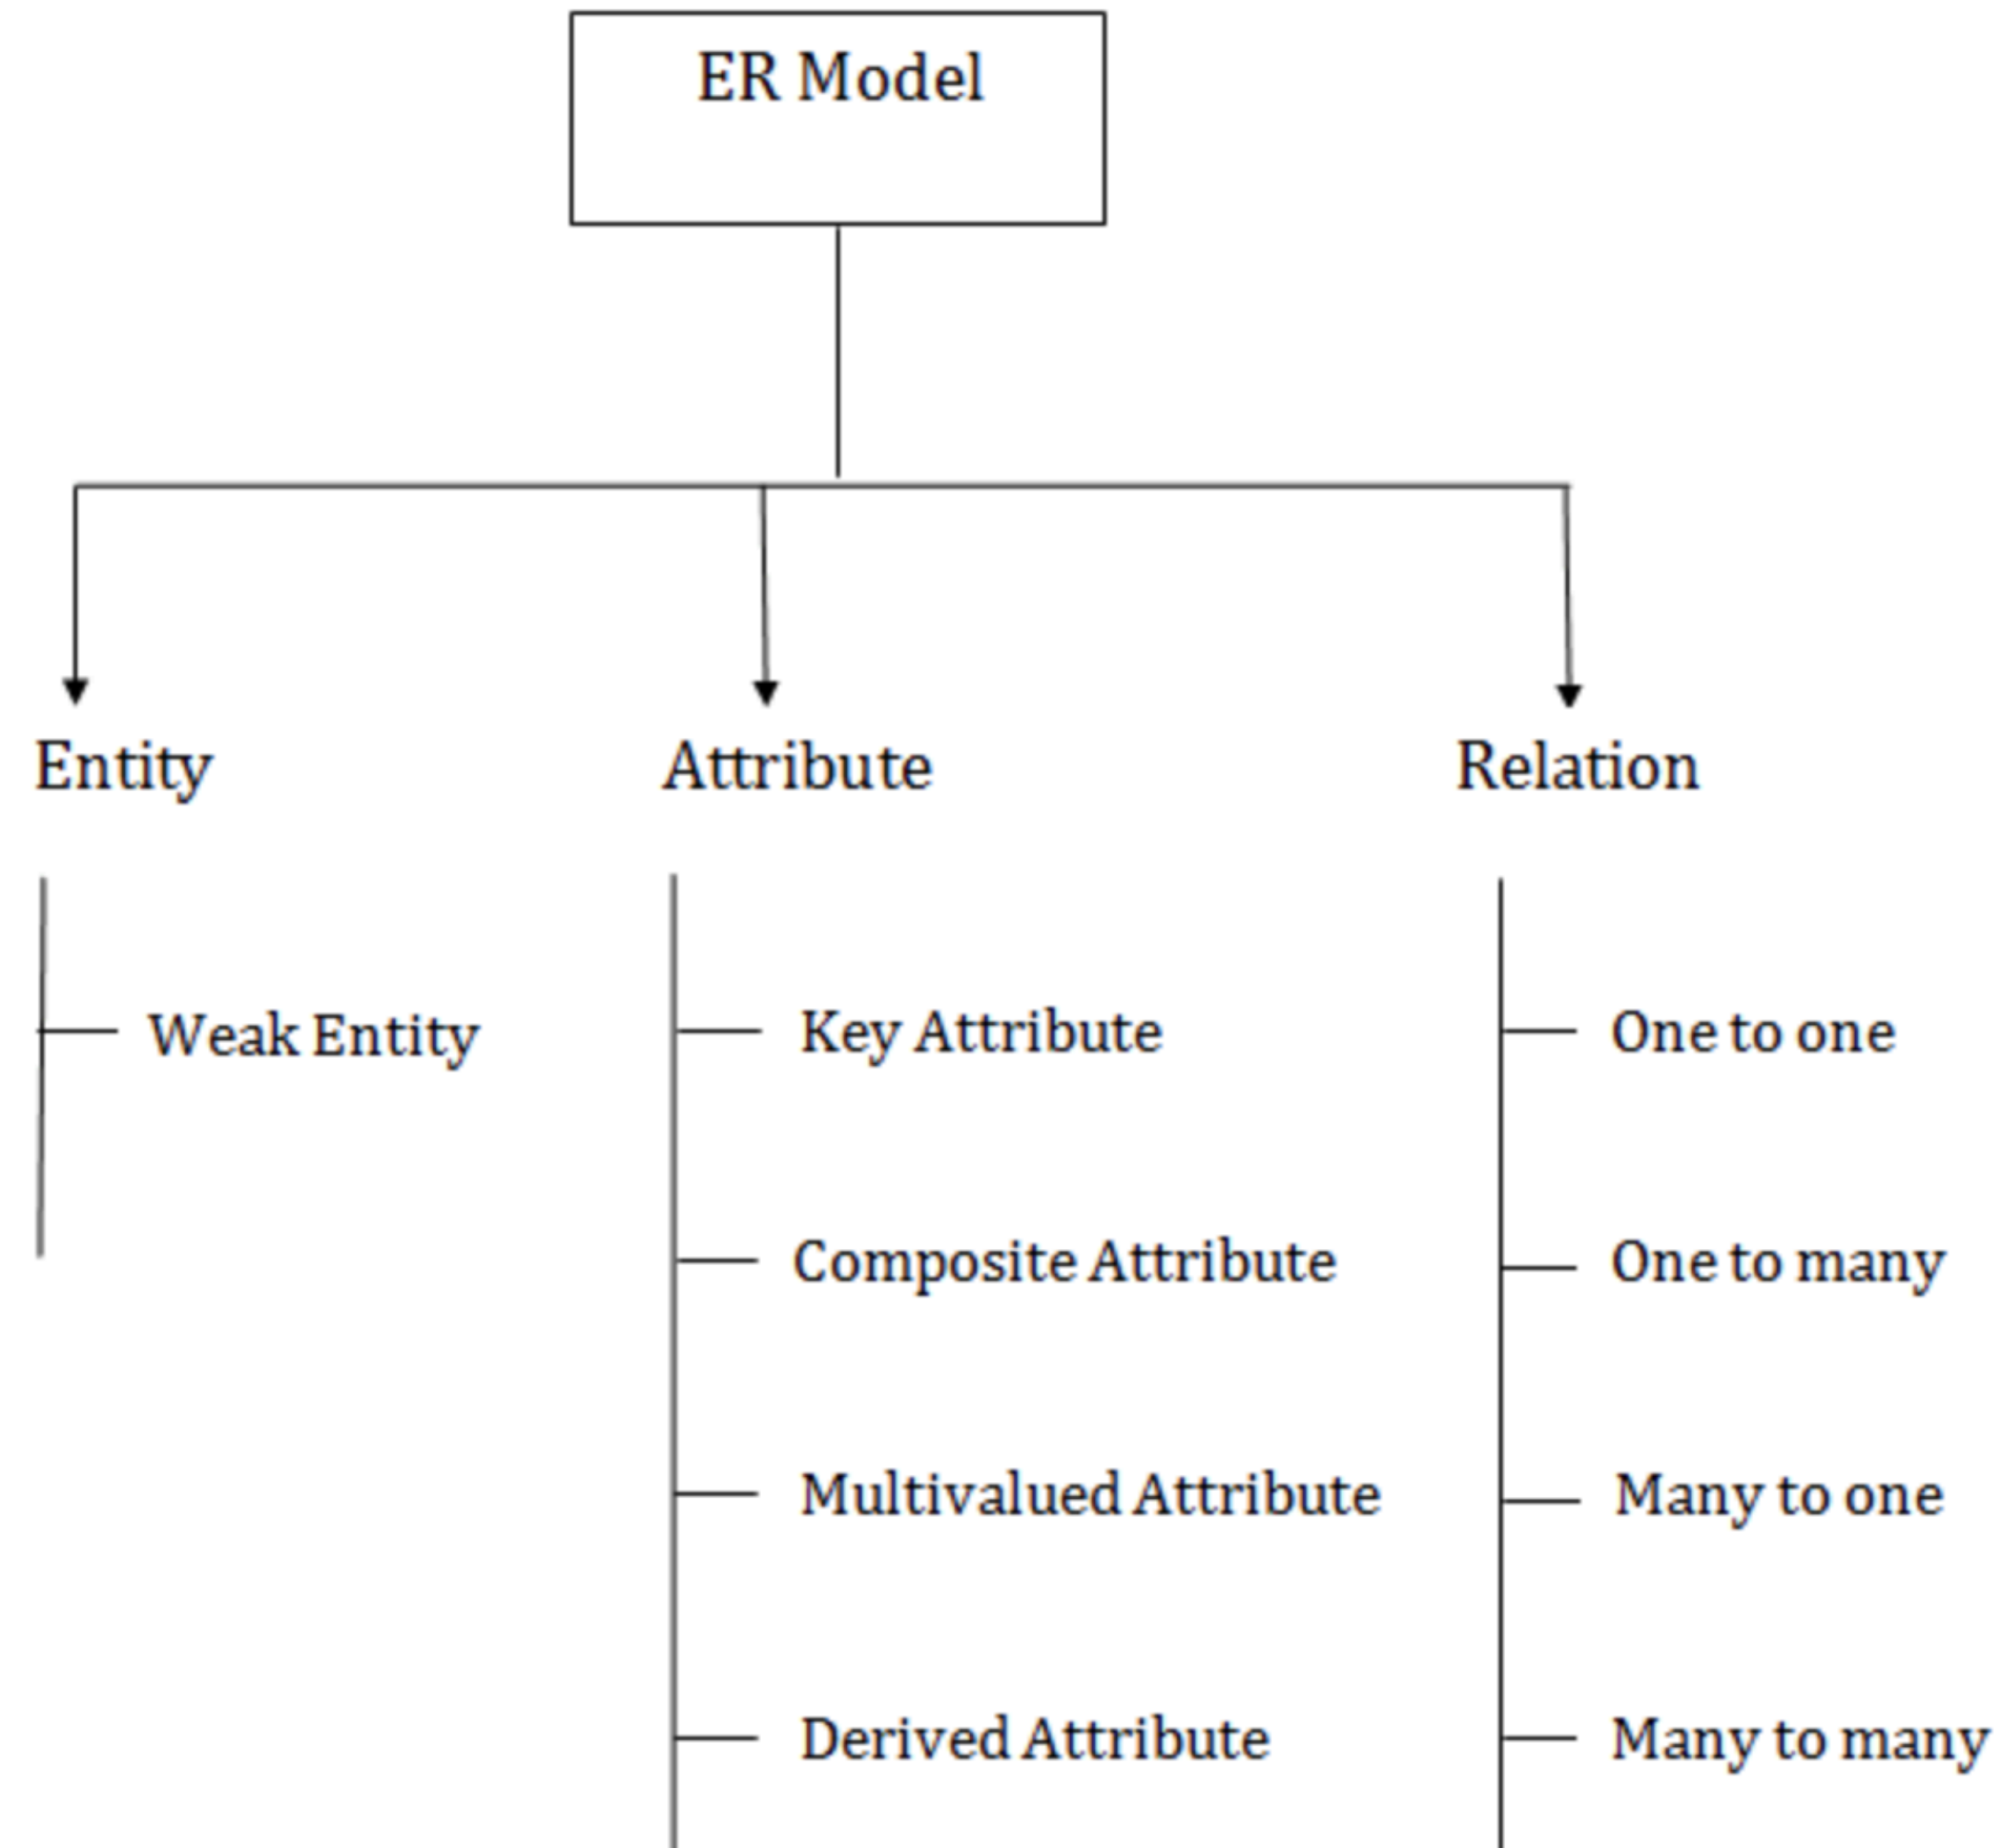 ER Model
Entity
Attribute
Relation
Weak Entity
Key Attribute
One to one
Composite Attribute
One to many
Multivalued Attribute
Many to one
Derived Attribute
Many to many